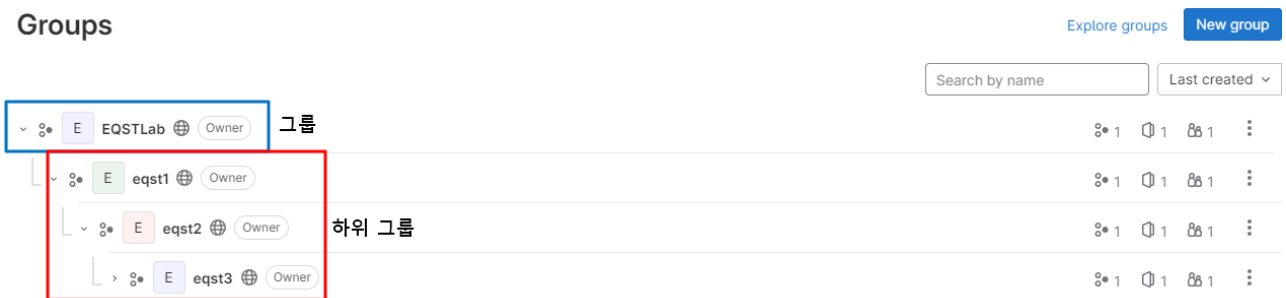 Groups
Explore groups
New group
Search by name
Last created
E EQSTLab Owner 그룹 1 1 1
E eqst1 Owner 1 1 1
E eqst2 Owner 하위 그룹 1 1 1
E eqst3 Owner 1 1 1